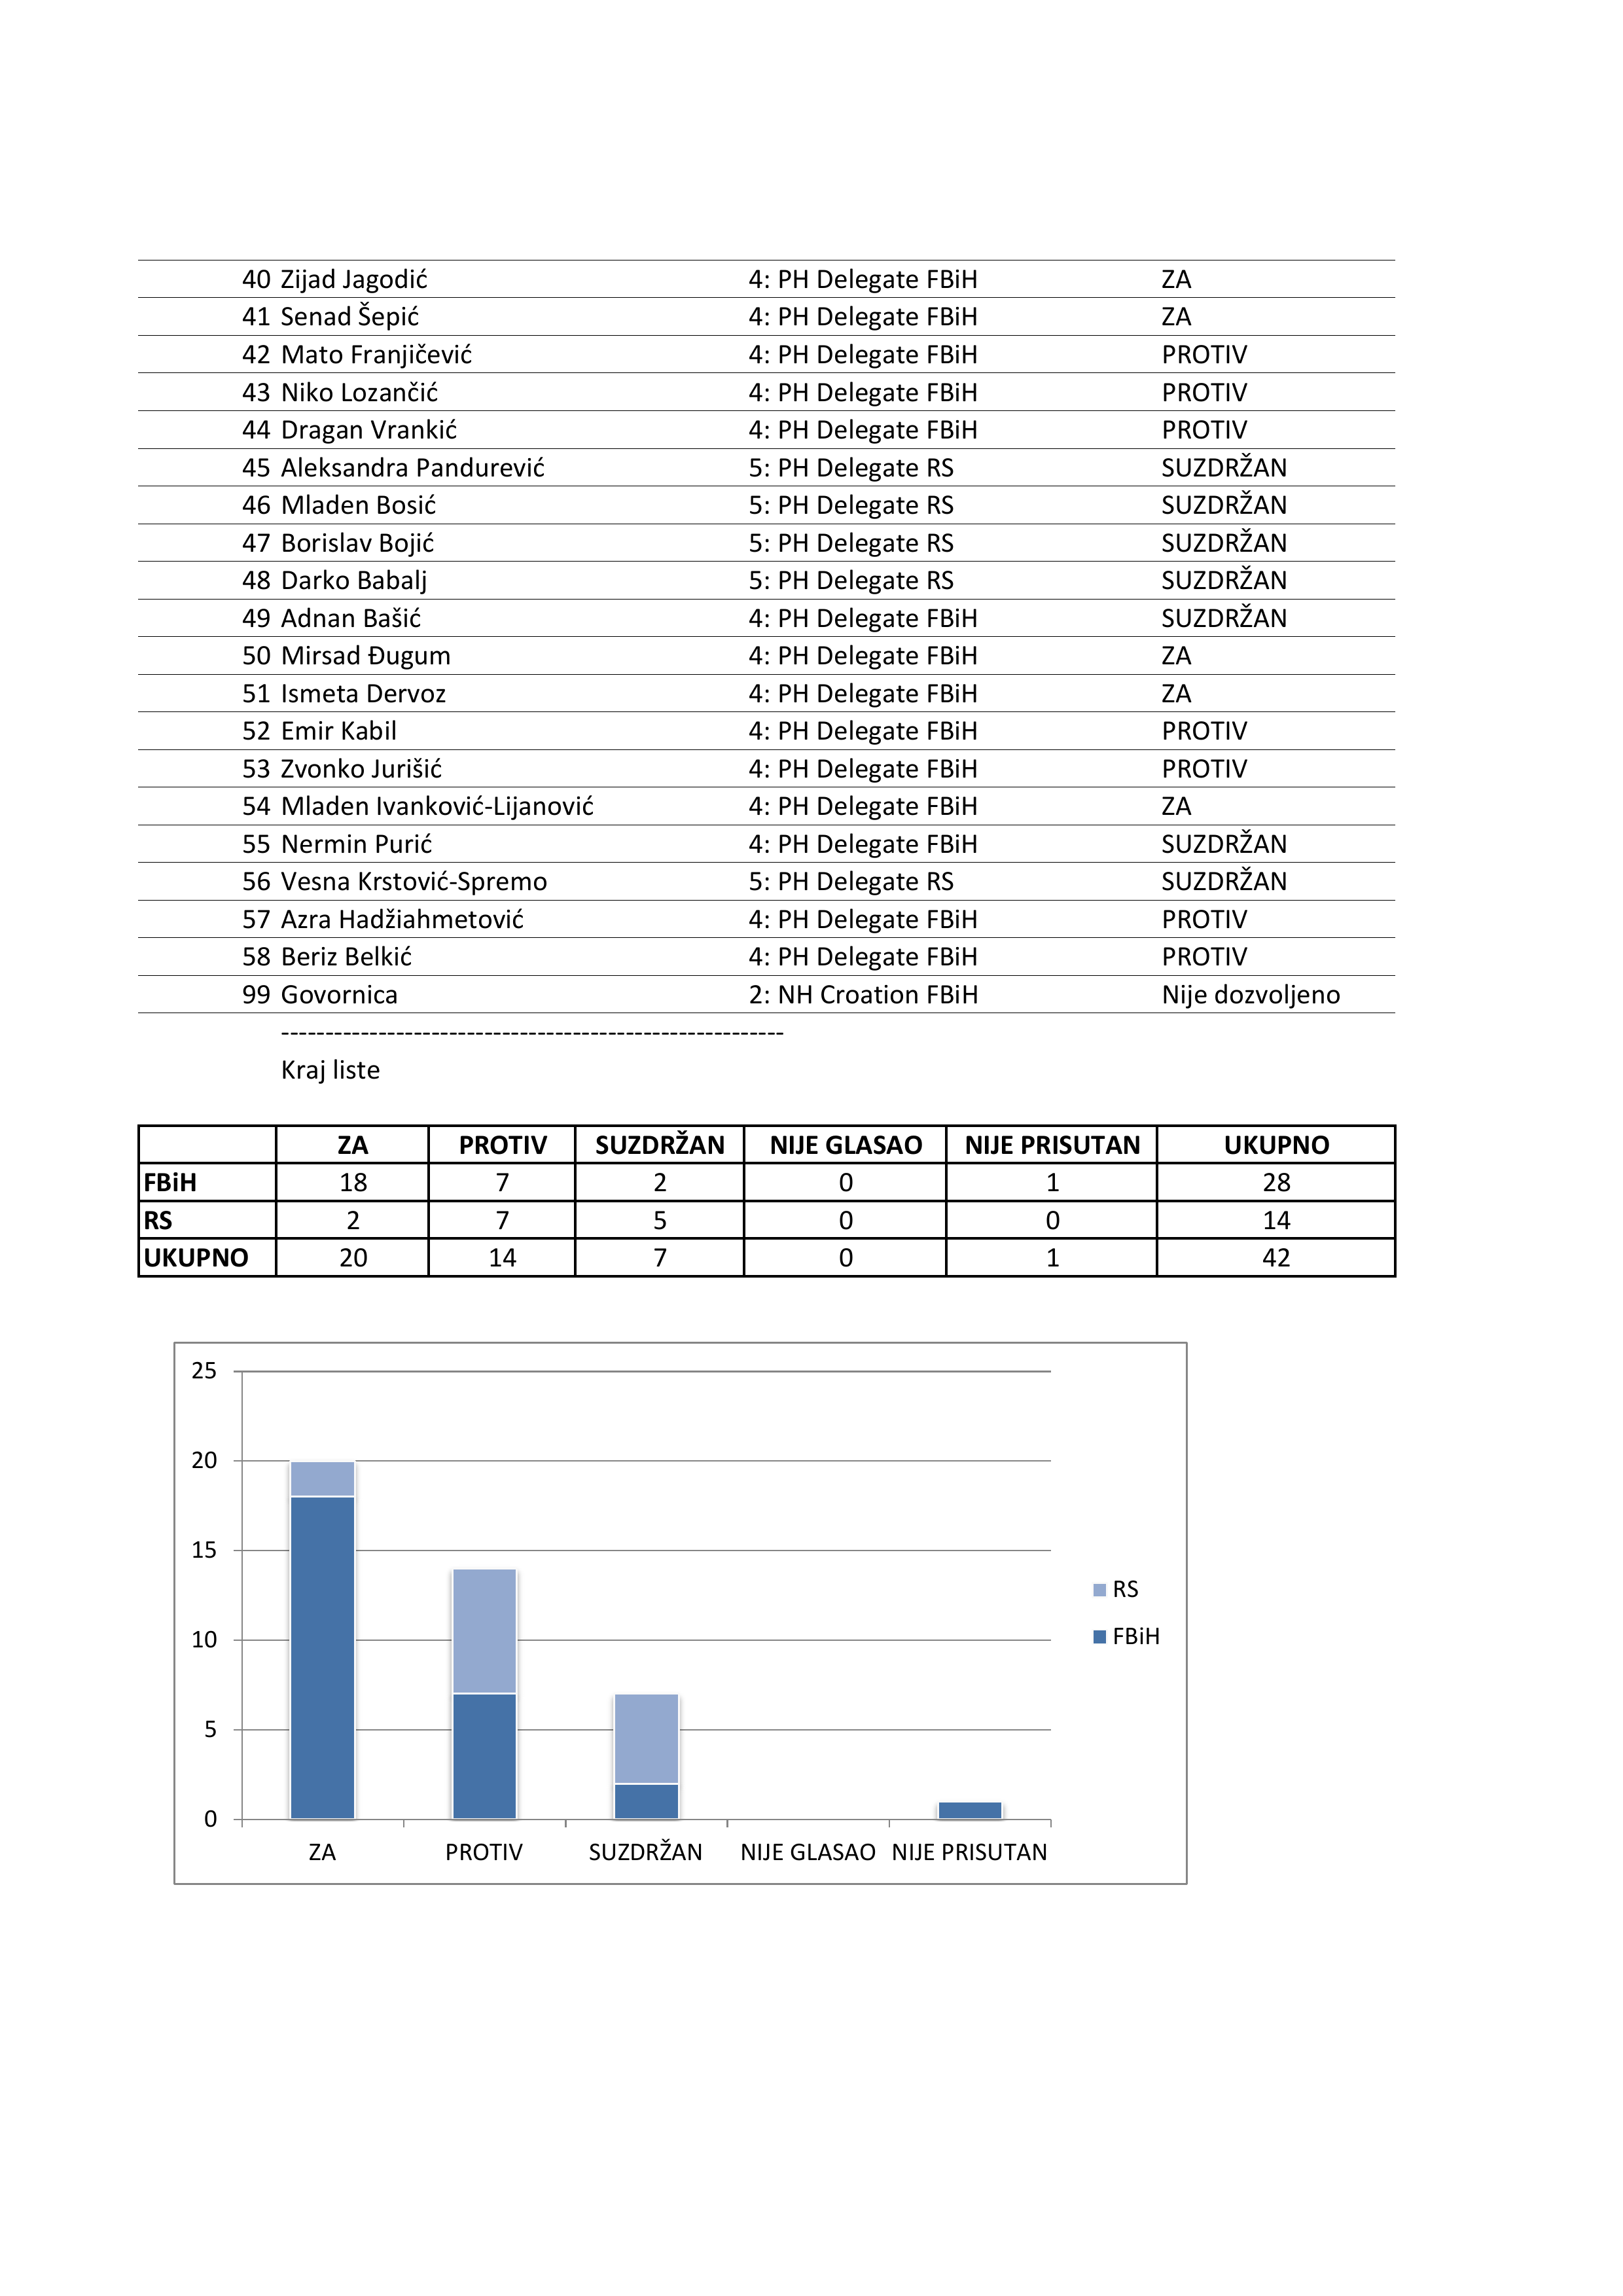 40 Zijad Jagodić 4: PH Delegate FBiH ZA
41 Senad Šepić 4: PH Delegate FBiH ZA
42 Mato Franjičević 4: PH Delegate FBiH PROTIV
43 Niko Lozančić 4: PH Delegate FBiH PROTIV
44 Dragan Vrankić 4: PH Delegate FBiH PROTIV
45 Aleksandra Pandurević 5: PH Delegate RS SUZDRŽAN
46 Mladen Bosić 5: PH Delegate RS SUZDRŽAN
47 Borislav Bojić 5: PH Delegate RS SUZDRŽAN
48 Darko Babalj 5: PH Delegate RS SUZDRŽAN
49 Adnan Bašić 4: PH Delegate FBiH SUZDRŽAN
50 Mirsad Đugum 4: PH Delegate FBiH ZA
51 Ismeta Dervoz 4: PH Delegate FBiH ZA
52 Emir Kabil 4: PH Delegate FBiH PROTIV
53 Zvonko Jurišić 4: PH Delegate FBiH PROTIV
54 Mladen Ivanković-Lijanović 4: PH Delegate FBiH ZA
55 Nermin Purić 4: PH Delegate FBiH SUZDRŽAN
56 Vesna Krstović-Spremo 5: PH Delegate RS SUZDRŽAN
57 Azra Hadžiahmetović 4: PH Delegate FBiH PROTIV
58 Beriz Belkić 4: PH Delegate FBiH PROTIV
99 Govornica 2: NH Croation FBiH Nije dozvoljeno
---------------------------------------------------------
Kraj liste
ZA PROTIV SUZDRŽAN NIJE GLASAO NIJE PRISUTAN UKUPNO
FBiH 18 7 2 0 1 28
RS 2 7 5 0 0 14
UKUPNO 20 14 7 0 1 42
25
20
15
10
5
0
ZA PROTIV SUZDRŽAN NIJE GLASAO NIJE PRISUTAN
RS
FBiH